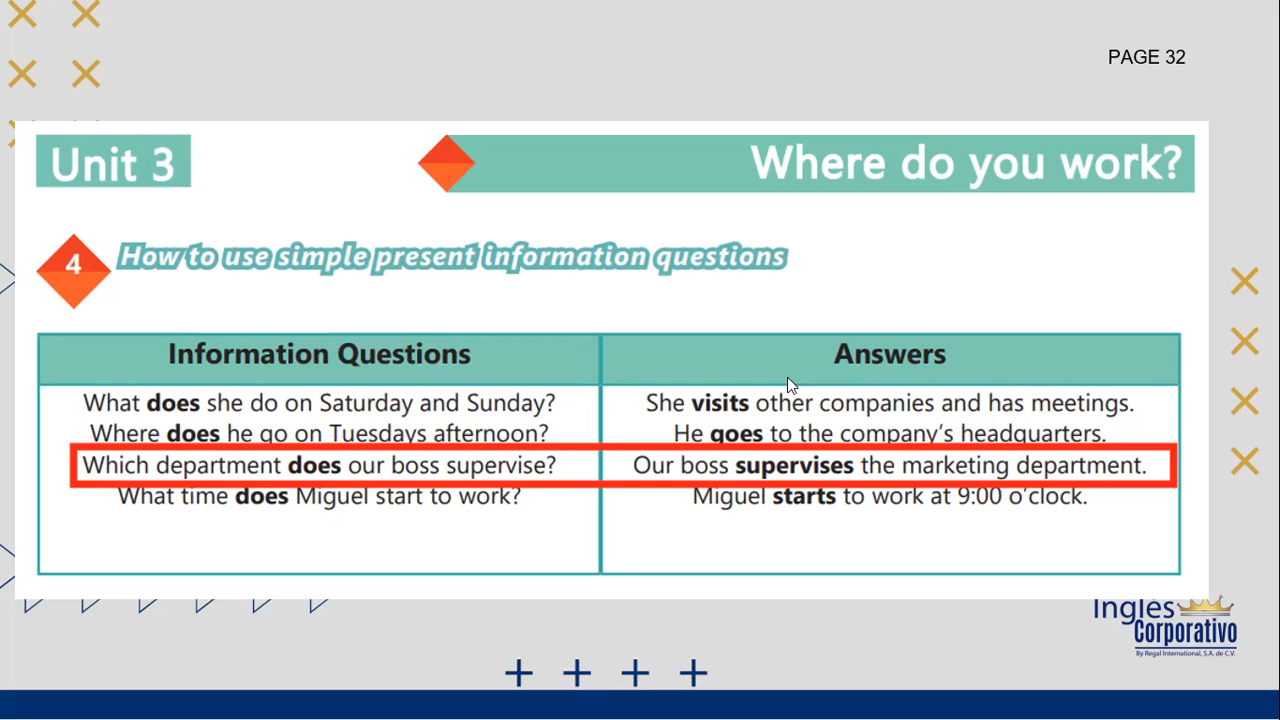 PAGE 32
Unit 3
Where do you work?
4
How to use simple present information questions
Information Questions
Answers
What does she do on Saturday and Sunday?
She visits other companies and has meetings.
Where does he go on Tuesdays afternoon?
He goes to the company's headquarters.
Which department does our boss supervise?
Our boss supervises the marketing department.
What time does Miguel start to work?
Miguel starts to work at 9:00 o'clock.
Inglés
Corporativo
By Regal International, S.A. de C.V.